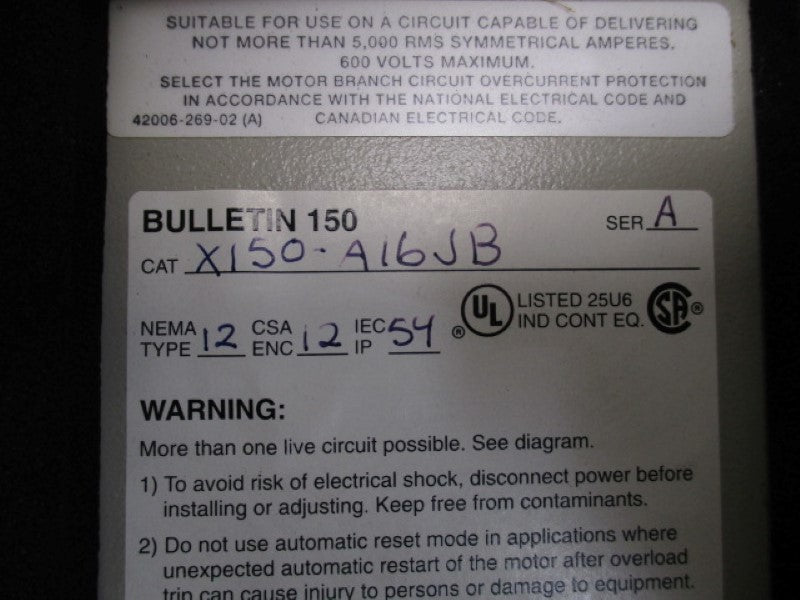 SUITABLE FOR USE ON A CIRCUIT CAPABLE OF DELIVERING
NOT MORE THAN 5,000 RMS SYMMETRICAL AMPERES.
600 VOLTS MAXIMUM.
SELECT THE MOTOR BRANCH CIRCUIT OVERCURRENT PROTECTION
IN ACCORDANCE WITH THE NATIONAL ELECTRICAL CODE AND
42006-269-02 (A) CANADIAN ELECTRICAL CODE.
BULLETIN 150 SER A
CAT X150-A16JB
NEMA TYPE 12 CSA ENC 12 IEC IP 54
UL ® LISTED 25U6
IND CONT EQ. SA ®
WARNING:
More than one live circuit possible. See diagram.
1) To avoid risk of electrical shock, disconnect power before
installing or adjusting. Keep free from contaminants.
2) Do not use automatic reset mode in applications where
unexpected automatic restart of the motor after overload
trip can cause injury to persons or damage to equipment.